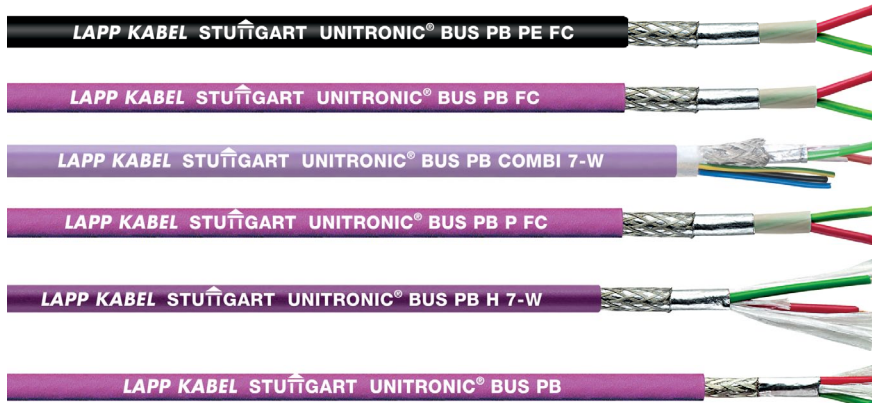 LAPP KABEL STUTTGART UNITRONIC® BUS PB PE FC
LAPP KABEL STUTTGART UNITRONIC® BUS PB FC
LAPP KABEL STUTTGART UNITRONIC® BUS PB COMBI 7-W
LAPP KABEL STUTTGART UNITRONIC® BUS PB P FC
LAPP KABEL STUTTGART UNITRONIC® BUS PB H 7-W
LAPP KABEL STUTTGART UNITRONIC® BUS PB